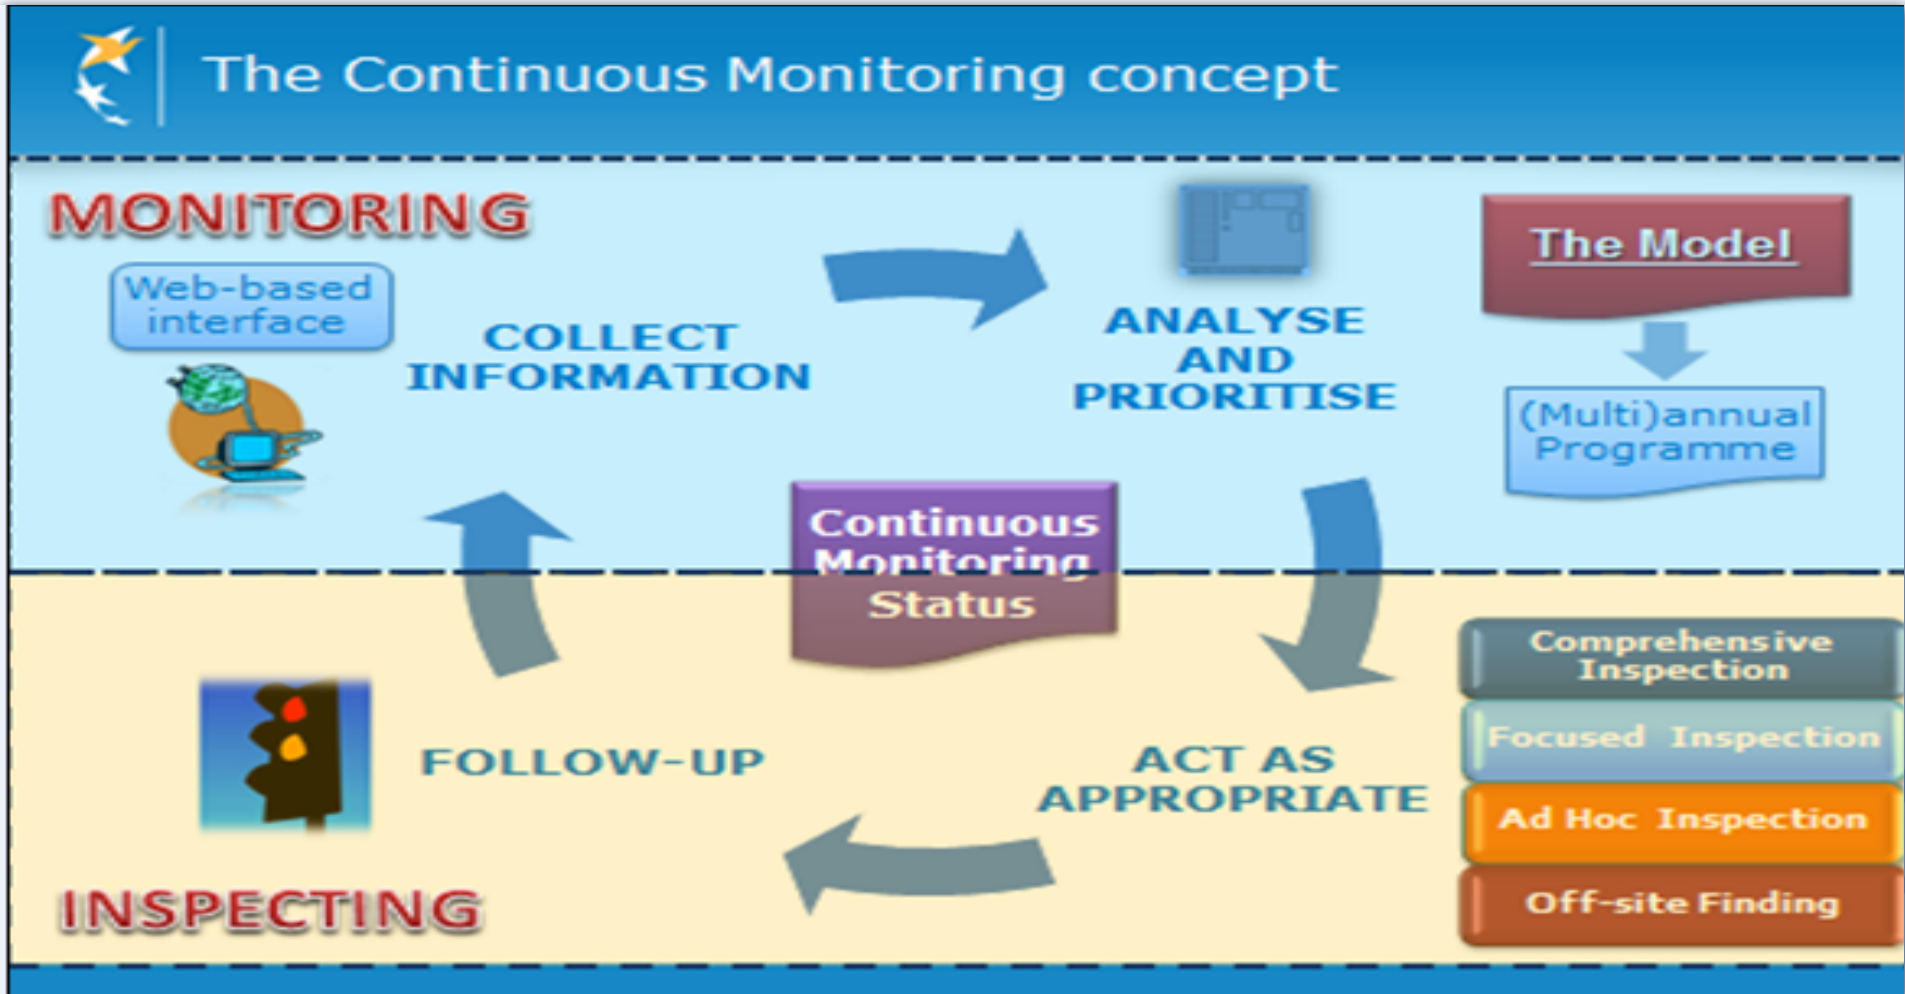 The Continuous Monitoring concept
MONITORING
Web-based
interface
COLLECT
INFORMATION
ANALYSE
AND
PRIORITISE
The Model
(Multi)annual
Programme
Continuous
Monitoring
Status
Comprehensive
Inspection
Focused Inspection
Ad Hoc Inspection
Off-site Finding
ACT AS
APPROPRIATE
FOLLOW-UP
INSPECTING